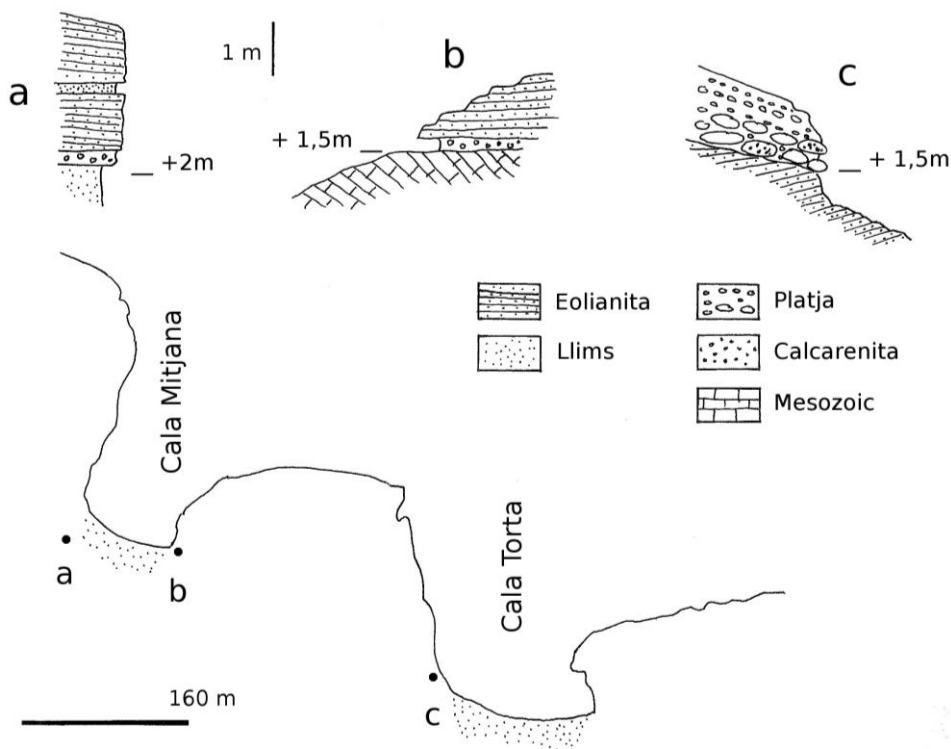 a
+2m
1 m
b
+ 1,5m
c
+ 1,5m
Eolianita
Llims
Platja
Calcarenita
Mesozoic
Cala Mitjana
Cala Torta
a
b
c
160 m